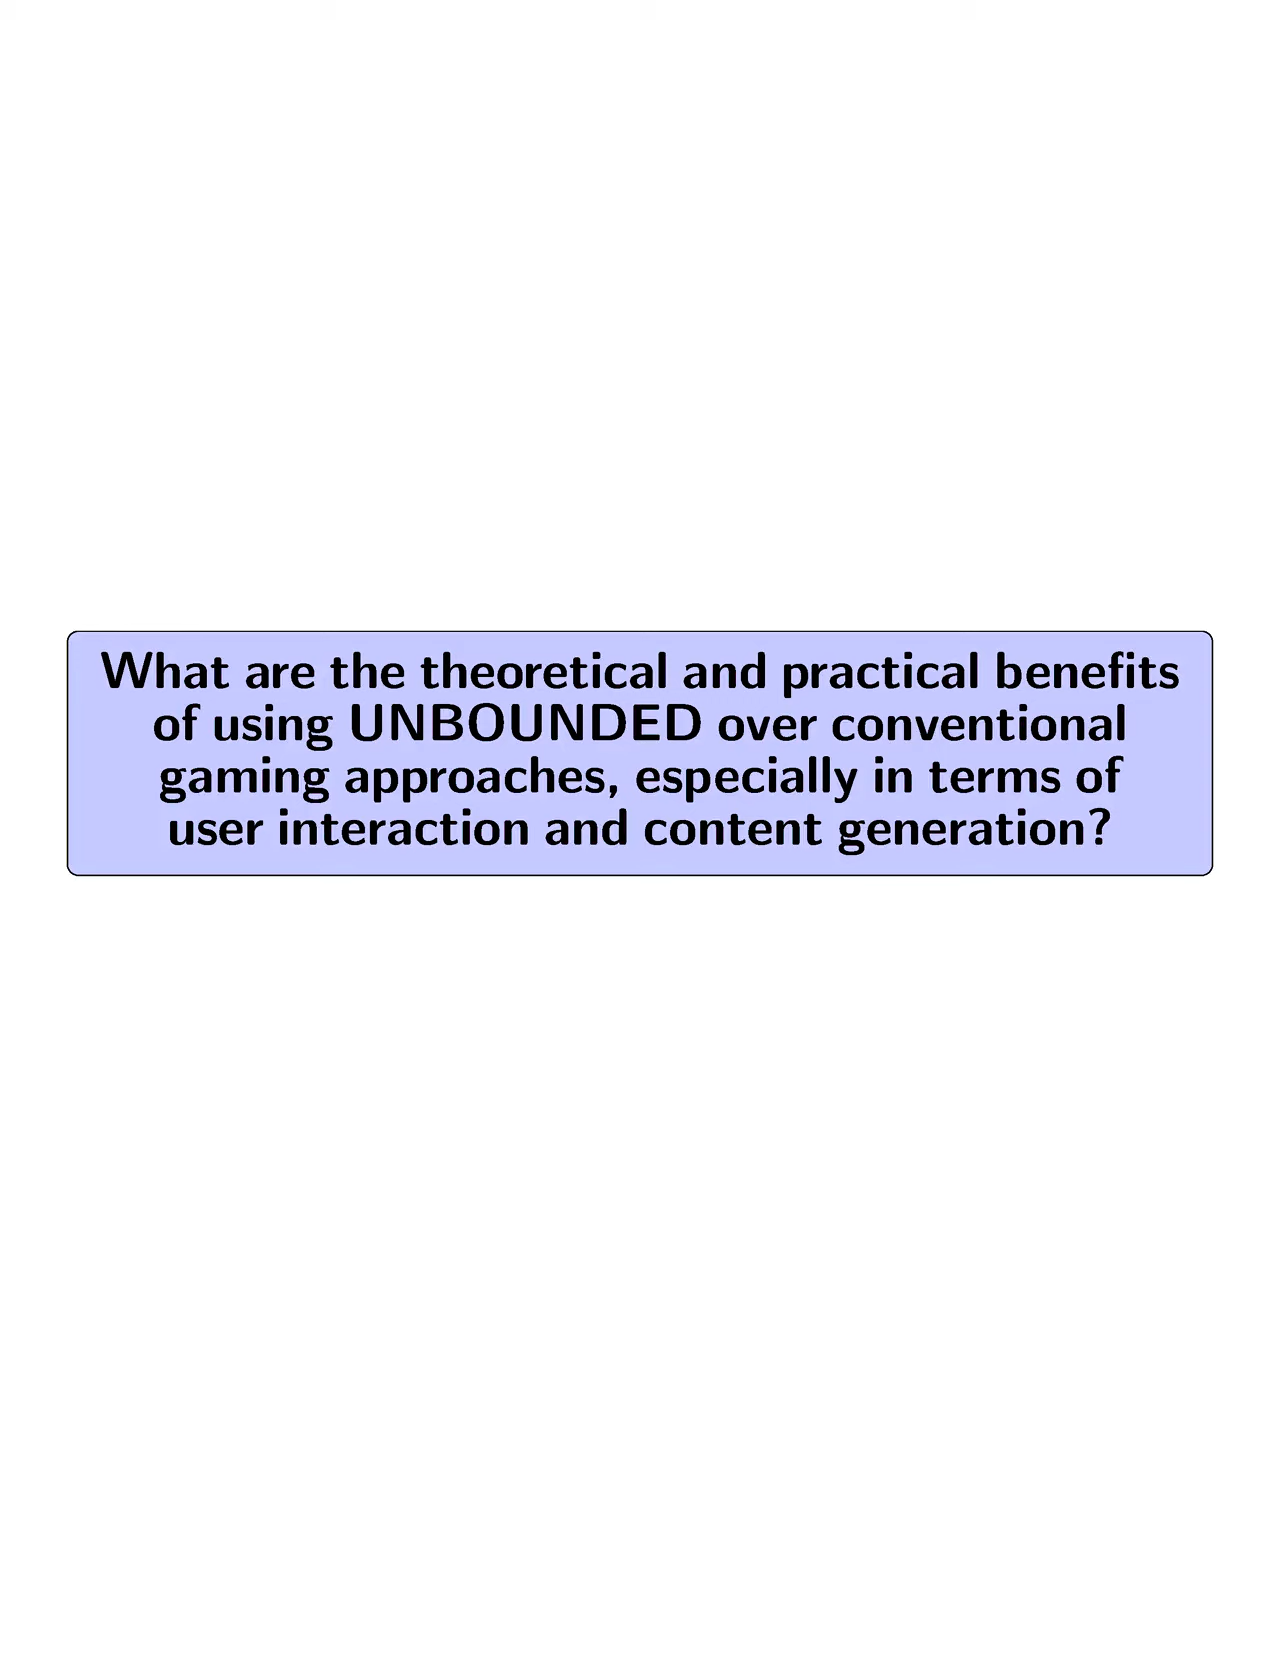 What are the theoretical and practical benefits
of using UNBOUNDED over conventional
gaming approaches, especially in terms of
user interaction and content generation?